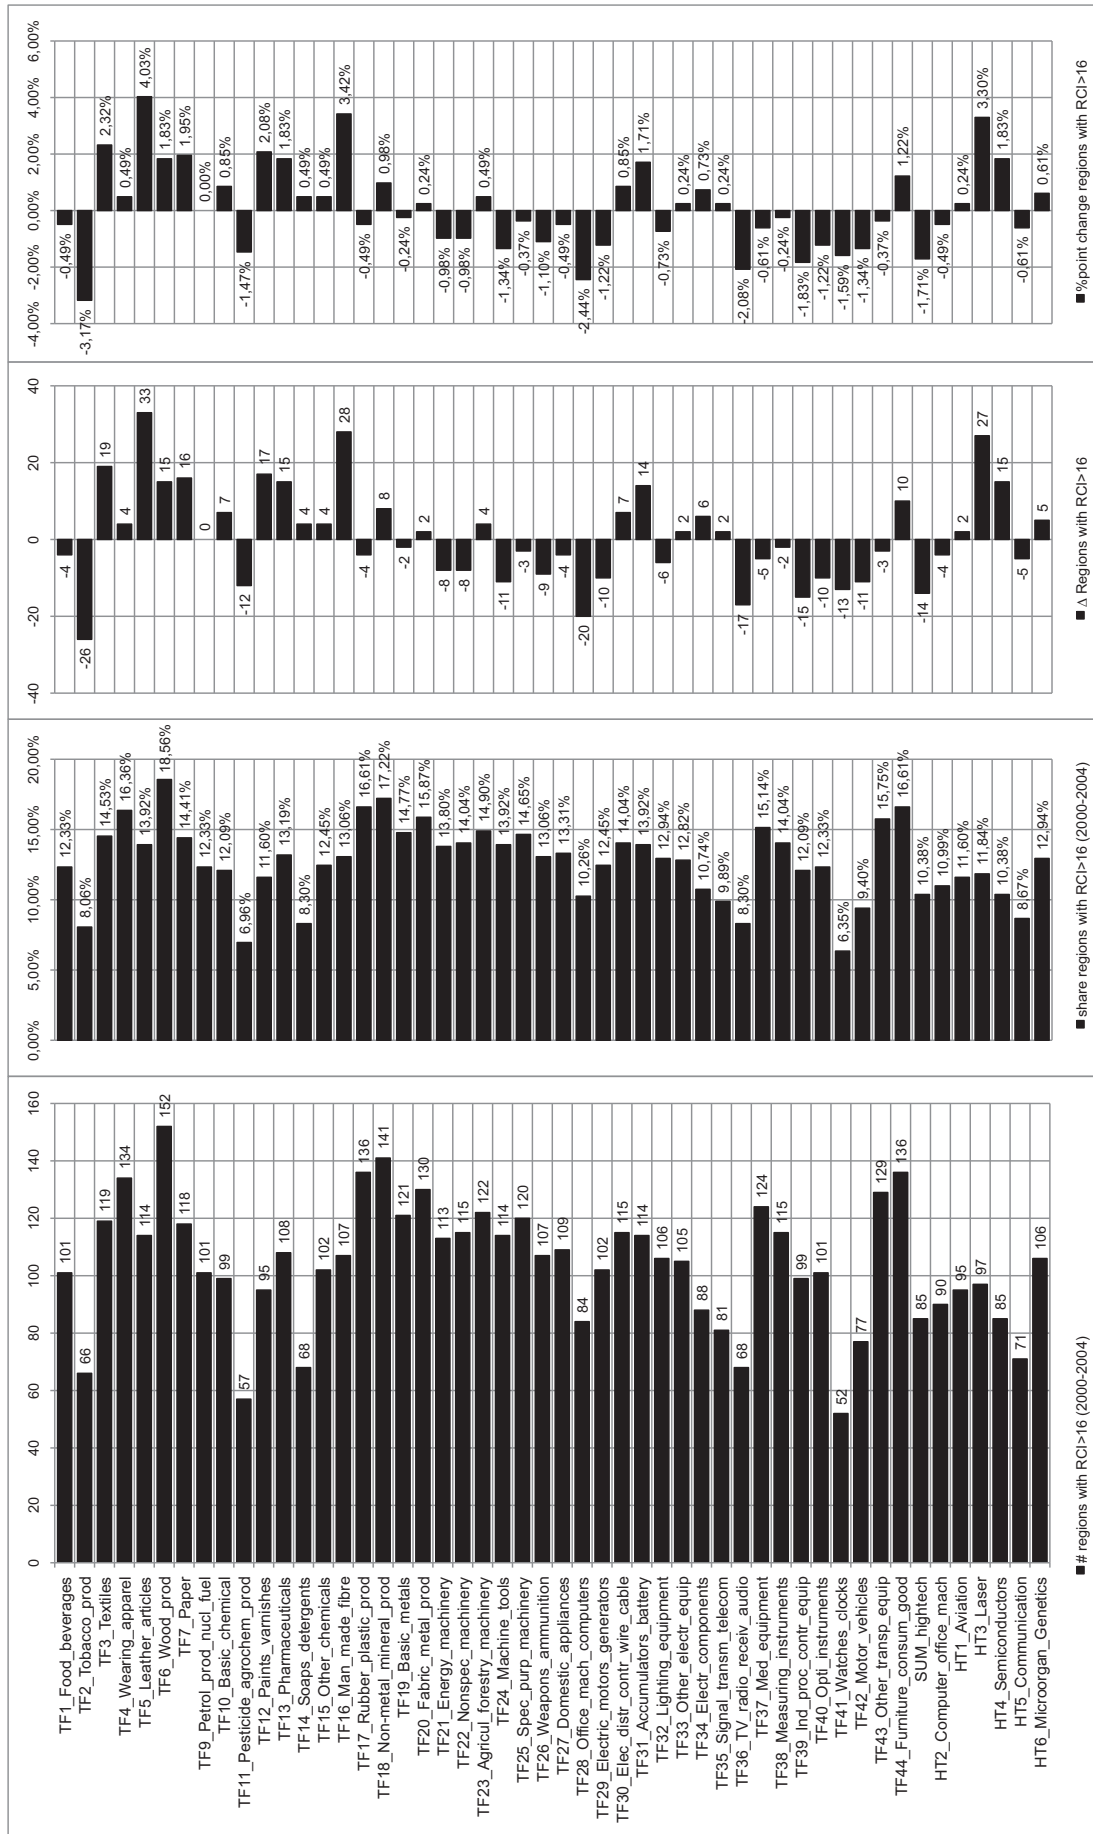 0 20 40 60 80 100 120 140 160 0,00% 5,00% 10,00% 15,00% 20,00% -40 -20 0 20 40 -4,00% -2,00% 0,00% 2,00% 4,00% 6,00%
TF1_Food_beverages 101 12,33% -4 -0,49%
TF2_Tobacco_prod 66 8,06% -26 -3,17%
TF3_Textiles 119 14,53% 19 2,32%
TF4_Wearing_apparel 134 16,36% 4 0,49%
TF5_Leather_articles 114 13,92% 33 4,03%
TF6_Wood_prod 152 18,56% 15 1,83%
TF7_Paper 118 14,41% 16 1,95%
TF9_Petrol_prod_nucl_fuel 101 12,33% 0 0,00%
TF10_Basic_chemical 99 12,09% 7 0,85%
TF11_Pesticide_agrochem_prod 57 6,96% -12 -1,47%
TF12_Paints_varnishes 95 11,60% 17 2,08%
TF13_Pharmaceuticals 108 13,19% 15 1,83%
TF14_Soaps_detergents 68 8,30% 4 0,49%
TF15_Other_chemicals 102 12,45% 4 0,49%
TF16_Man_made_fibre 107 13,06% 28 3,42%
TF17_Rubber_plastic_prod 136 16,61% -4 -0,49%
TF18_Non-metal_mineral_prod 141 17,22% 8 0,98%
TF19_Basic_metals 121 14,77% -2 -0,24%
TF20_Fabric_metal_prod 130 15,87% 2 0,24%
TF21_Energy_machinery 113 13,80% -8 -0,98%
TF22_Nonspec_machinery 115 14,04% -8 -0,98%
TF23_Agricul_forestry_machinery 122 14,90% 4 0,49%
TF24_Machine_tools 114 13,92% -11 -1,34%
TF25_Spec_purp_machinery 120 14,65% -3 -0,37%
TF26_Weapons_ammunition 107 13,06% -9 -1,10%
TF27_Domestic_appliances 109 13,31% -4 -0,49%
TF28_Office_mach_computers 84 10,26% -20 -2,44%
TF29_Electric_motors_generators 102 12,45% -10 -1,22%
TF30_Elec_distr_contr_wire_cable 115 14,04% 7 0,85%
TF31_Accumulators_battery 114 13,92% 14 1,71%
TF32_Lighting_equipment 106 12,94% -6 -0,73%
TF33_Other_electr_equip 105 12,82% 2 0,24%
TF34_Electr_components 88 10,74% 6 0,73%
TF35_Signal_transm_telecom 81 9,89% 2 0,24%
TF36_TV_radio_receiv_audio 68 8,30% -17 -2,08%
TF37_Med_equipment 124 15,14% -5 -0,61%
TF38_Measuring_instruments 115 14,04% -2 -0,24%
TF39_Ind_proc_contr_equip 99 12,09% -15 -1,83%
TF40_Opti_instruments 101 12,33% -10 -1,22%
TF41_Watches_clocks 52 6,35% -13 -1,59%
TF42_Motor_vehicles 77 9,40% -11 -1,34%
TF43_Other_transp_equip 129 15,75% -3 -0,37%
TF44_Furniture_consum_good 136 16,61% 10 1,22%
SUM_hightech 85 10,38% -14 -1,71%
HT2_Computer_office_mach 90 10,99% -4 -0,49%
HT1_Aviation 95 11,60% 2 0,24%
HT3_Laser 97 11,84% 27 3,30%
HT4_Semiconductors 85 10,38% 15 1,83%
HT5_Communication 71 8,67% -5 -0,61%
HT6_Microorgan_Genetics 106 12,94% 5 0,61%
# regions with RCI>16 (2000-2004) share regions with RCI>16 (2000-2004) Δ Regions with RCI>16 %point change regions with RCI>16